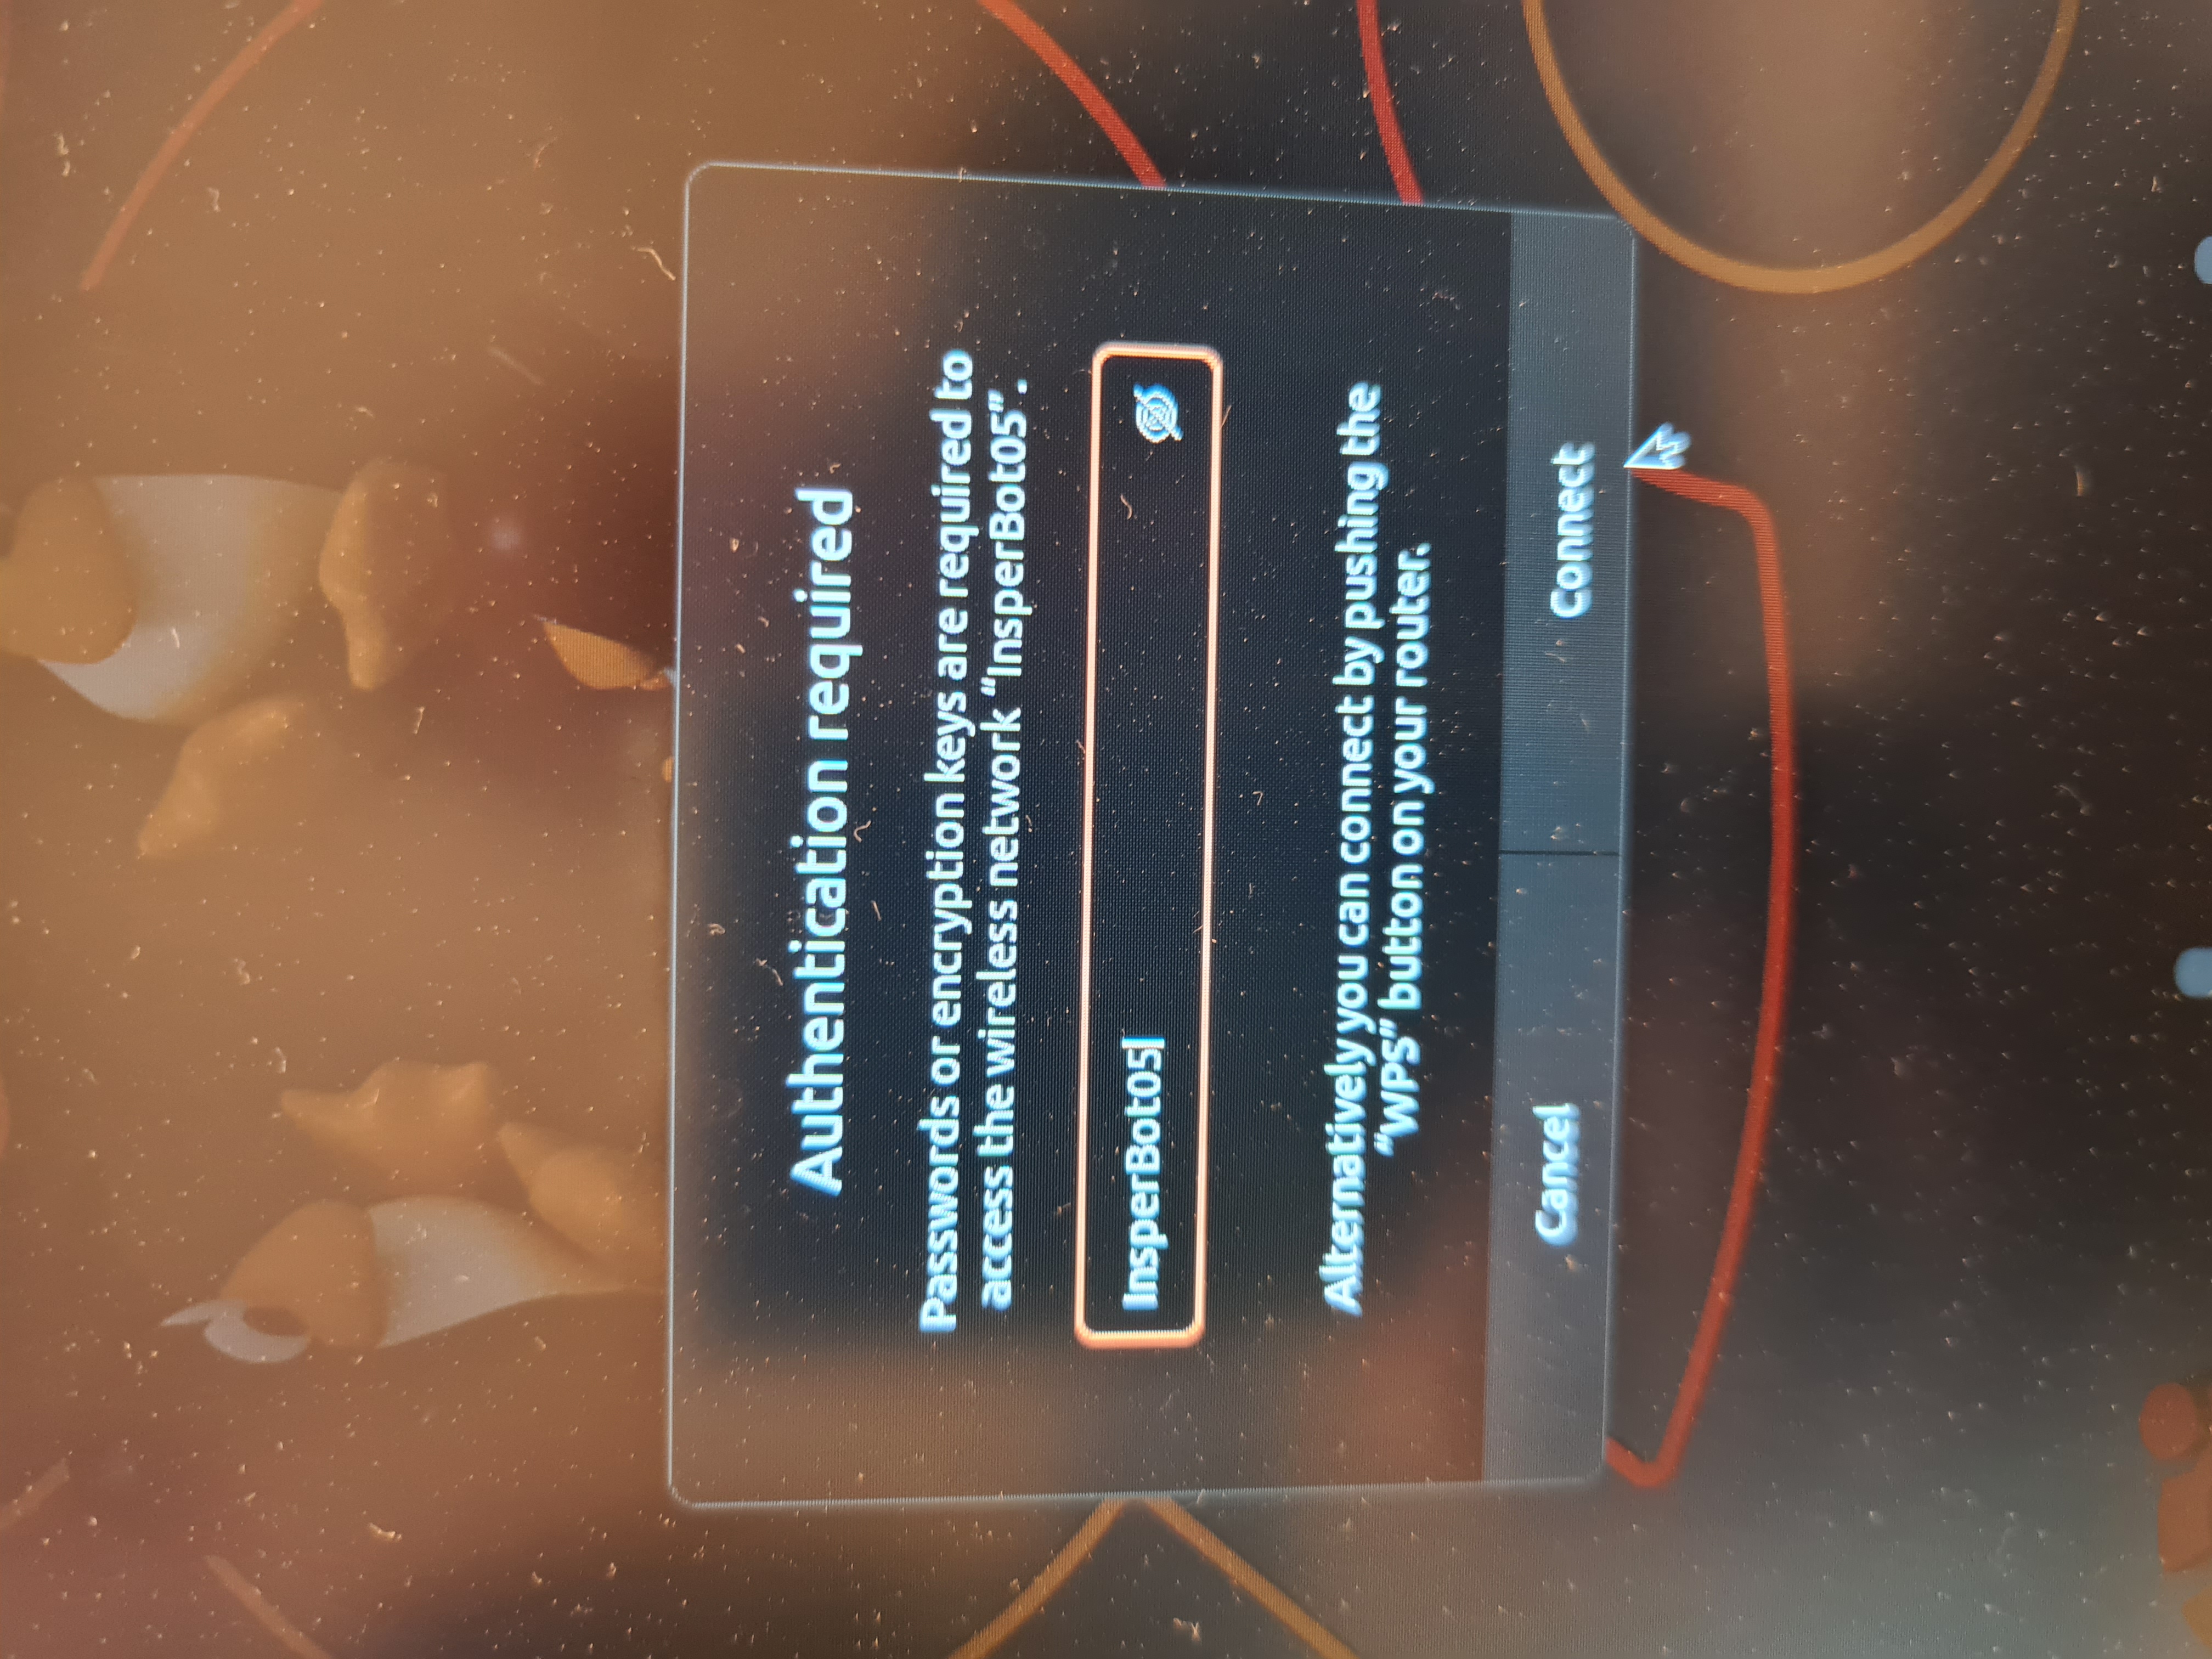 Authentication required
Passwords or encryption keys are required to
access the wireless network “InsperBot05”.
InsperBot05
Alternatively you can connect by pushing the
“WPS” button on your router.
Cancel
Connect